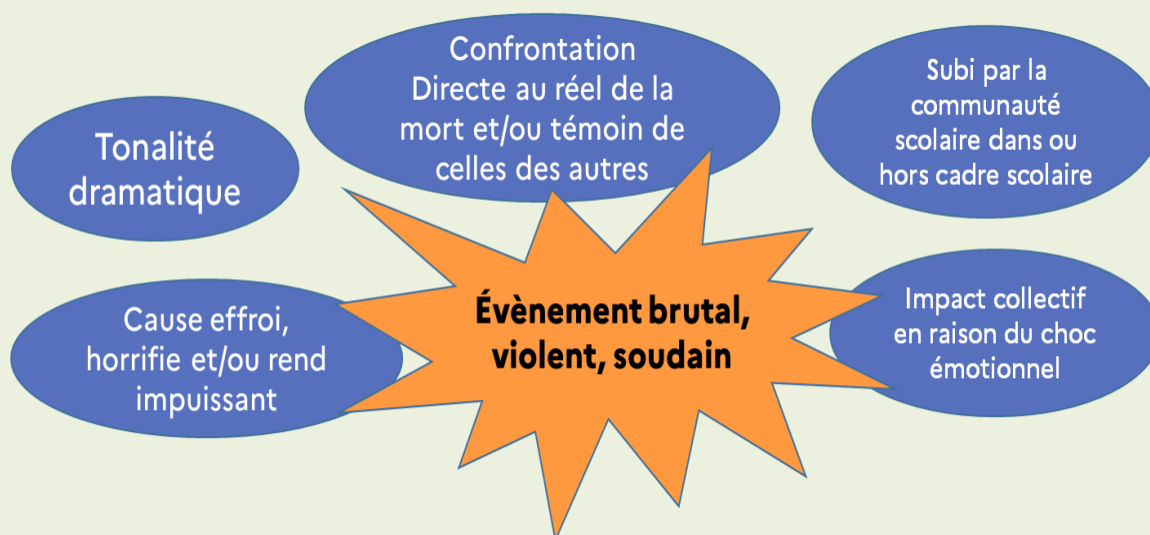 Confrontation
Directe au réel de la
mort et/ou témoin de
celles des autres
Subi par la
communauté
scolaire dans ou
hors cadre scolaire
Tonalité
dramatique
Évènement brutal,
violent, soudain
Cause effroi,
horrifie et/ou rend
impuissant
Impact collectif
en raison du choc
émotionnel